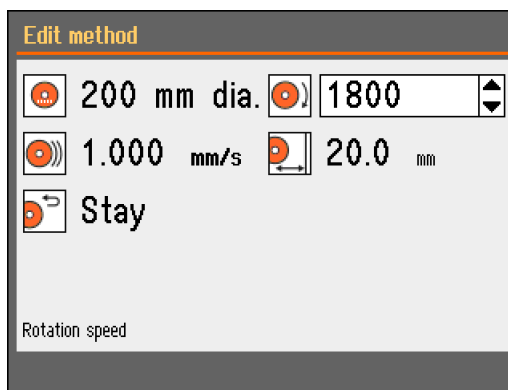 Edit method
200 mm dia. 1800
1.000 mm/s 20.0 mm
Stay
Rotation speed